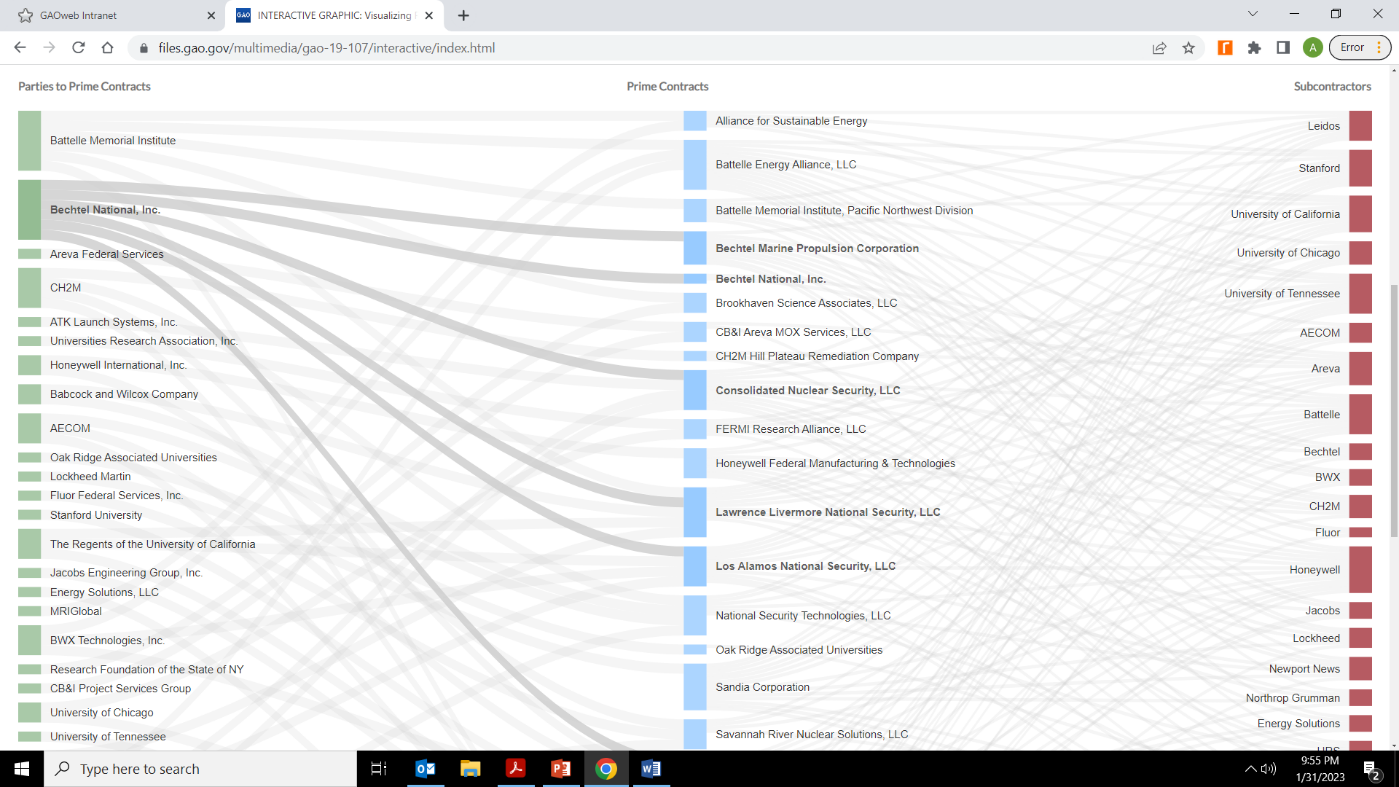 GAOweb Intranet
INTERACTIVE GRAPHIC: Visualizing
files.gao.gov/multimedia/gao-19-107/interactive/index.html
A
Error
Parties to Prime Contracts
Prime Contracts
Subcontractors
Battelle Memorial Institute
Bechtel National, Inc.
Areva Federal Services
CH2M
ATK Launch Systems, Inc.
Universities Research Association, Inc.
Honeywell International, Inc.
Babcock and Wilcox Company
AECOM
Oak Ridge Associated Universities
Lockheed Martin
Fluor Federal Services, Inc.
Stanford University
The Regents of the University of California
Jacobs Engineering Group, Inc.
Energy Solutions, LLC
MRIGlobal
BWX Technologies, Inc.
Research Foundation of the State of NY
CB&I Project Services Group
University of Chicago
University of Tennessee
Alliance for Sustainable Energy
Battelle Energy Alliance, LLC
Battelle Memorial Institute, Pacific Northwest Division
Bechtel Marine Propulsion Corporation
Bechtel National, Inc.
Brookhaven Science Associates, LLC
CB&I Areva MOX Services, LLC
CH2M Hill Plateau Remediation Company
Consolidated Nuclear Security, LLC
FERMI Research Alliance, LLC
Honeywell Federal Manufacturing & Technologies
Lawrence Livermore National Security, LLC
Los Alamos National Security, LLC
National Security Technologies, LLC
Oak Ridge Associated Universities
Sandia Corporation
Savannah River Nuclear Solutions, LLC
Leidos
Stanford
University of California
University of Chicago
University of Tennessee
AECOM
Areva
Battelle
Bechtel
BWX
CH2M
Fluor
Honeywell
Jacobs
Lockheed
Newport News
Northrop Grumman
Energy Solutions
URS
Type here to search
9:55 PM
1/31/2023
2